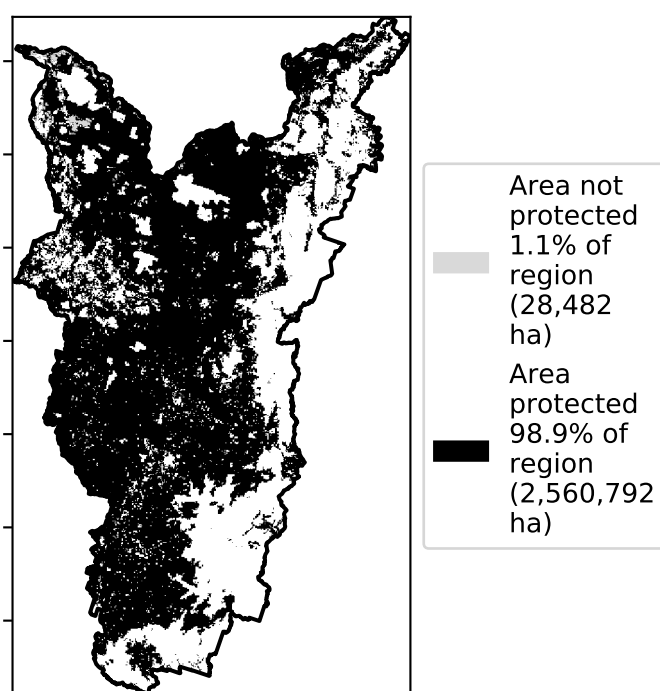 Area not
protected
1.1% of
region
(28,482
ha)
Area
protected
98.9% of
region
(2,560,792
ha)